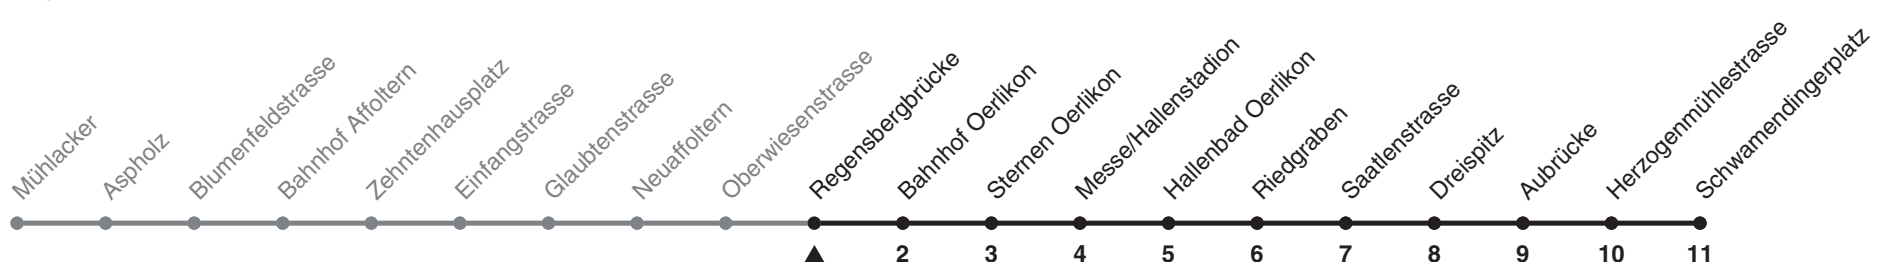 Mühlacker
Aspholz
Blumenfeldstrasse
Bahnhof Affoltern
Zehntenhausplatz
Einfangstrasse
Glaubtenstrasse
Neuaffoltern
Oberwiesenstrasse
Regensbergbrücke
Bahnhof Oerlikon
Sternen Oerlikon
Messe/Hallenstadion
Hallenbad Oerlikon
Riedgraben
Saatlenstrasse
Dreispitz
Aubrücke
Herzogenmühlestrasse
Schwamendingerplatz
2 3 4 5 6 7 8 9 10 11